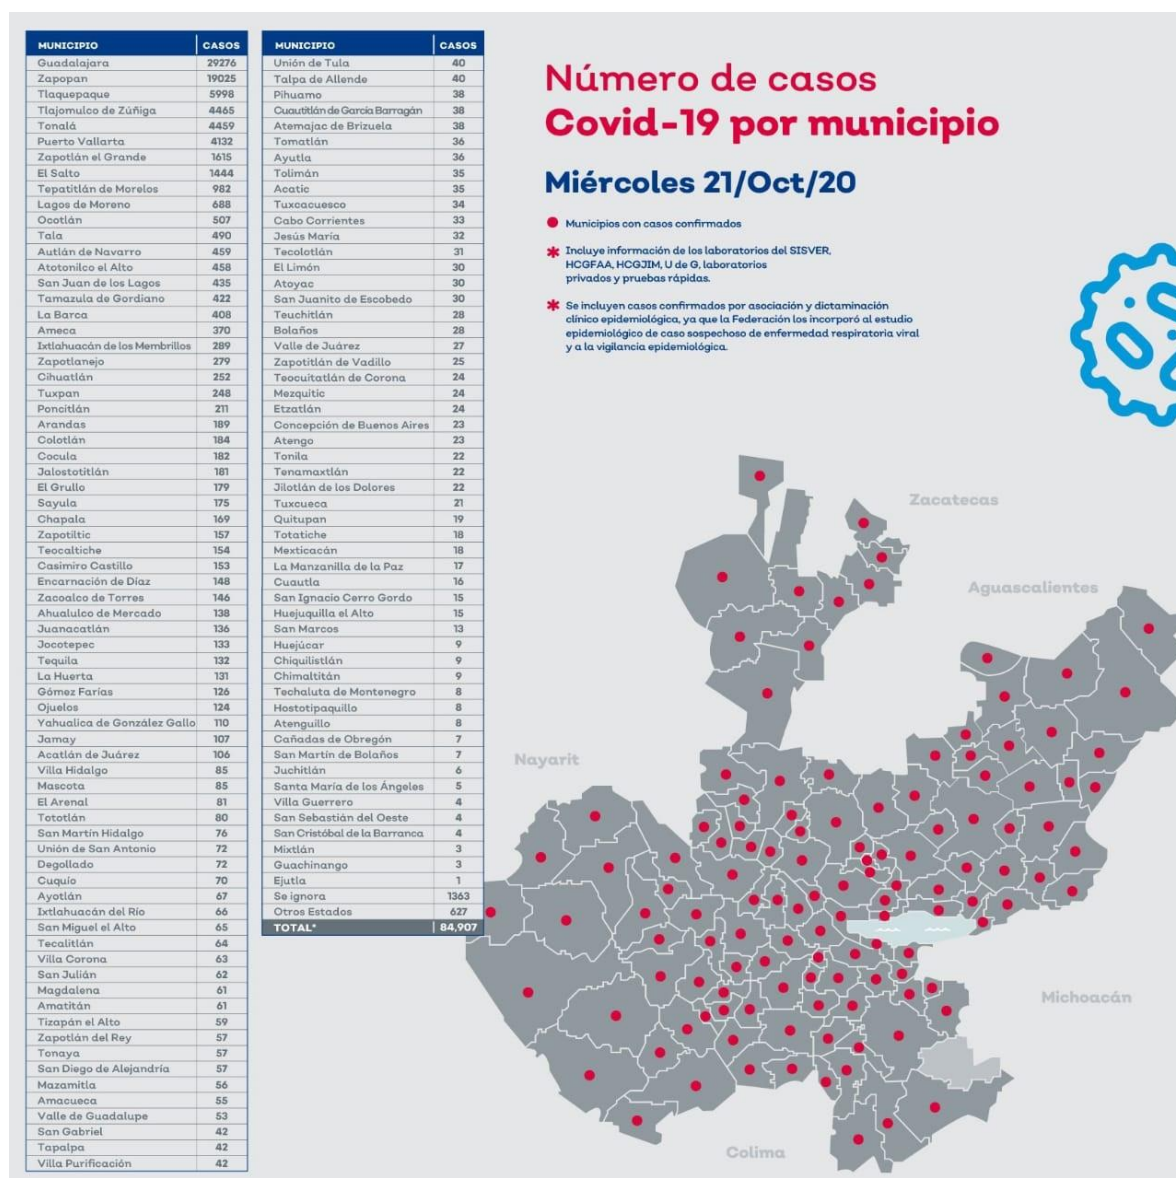 MUNICIPIO CASOS
Guadalajara 29276
Zapopan 19025
Tlaquepaque 5998
Tlajomulco de Zúñiga 4465
Tonalá 4459
Puerto Vallarta 4132
Zapotlán el Grande 1615
El Salto 1444
Tepatitlán de Morelos 982
Lagos de Moreno 688
Ocotlán 507
Tala 490
Autlán de Navarro 459
Atotonilco el Alto 458
San Juan de los Lagos 435
Tamazula de Gordiano 422
La Barca 408
Ameca 370
Ixtlahuacán de los Membrillos 289
Zapotlanejo 279
Cihuatlán 252
Tuxpan 248
Poncitlán 211
Arandas 189
Colotlán 184
Cocula 182
Jalostotitlán 181
El Grullo 179
Sayula 175
Chapala 169
Zapotiltic 157
Teocaltiche 154
Casimiro Castillo 153
Encarnación de Díaz 148
Zacoalco de Torres 146
Ahualulco de Mercado 138
Juanacatlán 136
Jocotepec 133
Tequila 132
La Huerta 131
Gómez Farías 126
Ojuelos 124
Yahualica de González Gallo 110
Jamay 107
Acatlán de Juárez 106
Villa Hidalgo 85
Mascota 85
El Arenal 81
Tototlán 80
San Martín Hidalgo 76
Unión de San Antonio 72
Degollado 72
Cuquío 70
Ayotlán 67
Ixtlahuacán del Río 66
San Miguel el Alto 65
Tecalitlán 64
Villa Corona 63
San Julián 62
Magdalena 61
Amatitán 61
Tizapán el Alto 59
Zapotlán del Rey 57
Tonaya 57
San Diego de Alejandría 57
Mazamitla 56
Amacueca 55
Valle de Guadalupe 53
San Gabriel 42
Tapalpa 42
Villa Purificación 42
MUNICIPIO CASOS
Unión de Tula 40
Talpa de Allende 40
Pihuamo 38
Cuautitlán de García Barragán 38
Atemajac de Brizuela 38
Tomatlán 36
Ayutla 36
Tolimán 35
Acatic 35
Tuxcacuesco 34
Cabo Corrientes 33
Jesús María 32
Tecolotlán 31
El Limón 30
Atoyac 30
San Juanito de Escobedo 30
Teuchitlán 28
Bolaños 28
Valle de Juárez 27
Zapotitlán de Vadillo 25
Teocuitatlán de Corona 24
Mezquitic 24
Etzatlán 24
Concepción de Buenos Aires 23
Atengo 23
Tonila 22
Tenamaxtlán 22
Jilotlán de los Dolores 22
Tuxcueca 21
Quitupan 19
Totatiche 18
Mexticacán 18
La Manzanilla de la Paz 17
Cuautla 16
San Ignacio Cerro Gordo 15
Huejuquilla el Alto 15
San Marcos 13
Huejúcar 9
Chiquilistlán 9
Chimaltitán 9
Techaluta de Montenegro 8
Hostotipaquillo 8
Atenguillo 8
Cañadas de Obregón 7
San Martín de Bolaños 7
Juchitlán 6
Santa María de los Ángeles 5
Villa Guerrero 4
San Sebastián del Oeste 4
San Cristóbal de la Barranca 4
Mixtlán 3
Guachinango 3
Ejutla 1
Se ignora 1363
Otros Estados 627
TOTAL* 84,907
Número de casos
Covid-19 por municipio
Miércoles 21/Oct/20
Municipios con casos confirmados
* Incluye información de los laboratorios del SISVER,
HCGFAA, HCGJIM, U de G, laboratorios
privados y pruebas rápidas.
* Se incluyen casos confirmados por asociación y dictaminación
clínico epidemiológica, ya que la Federación los incorporó al estudio
epidemiológico de caso sospechoso de enfermedad respiratoria viral
y a la vigilancia epidemiológica.
Zacatecas
Aguascalientes
Nayarit
Michoacán
Colima